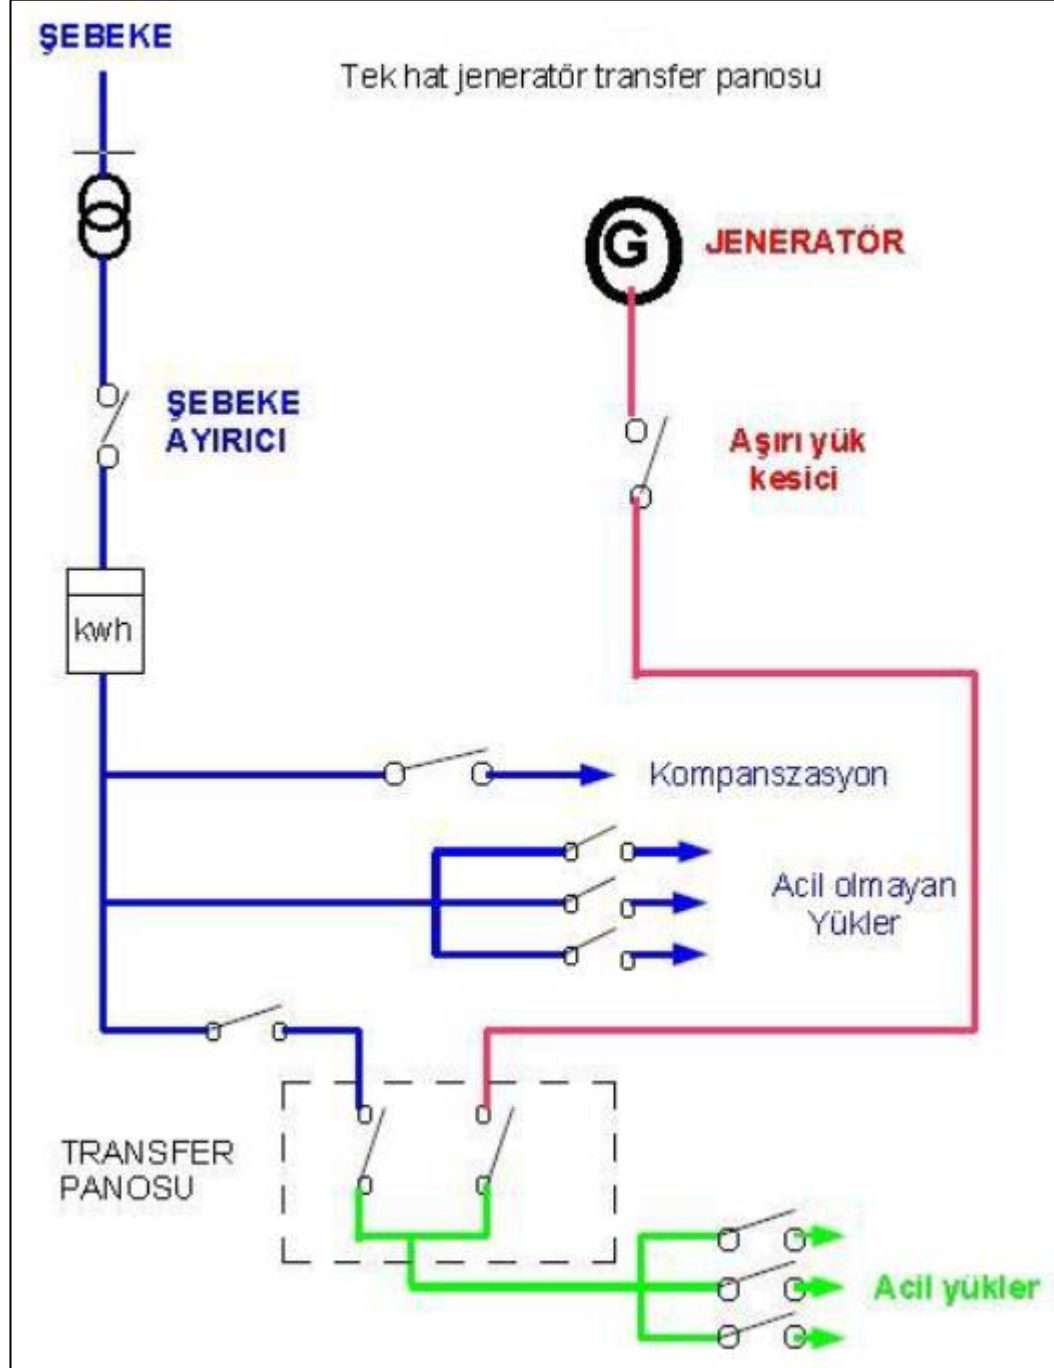 ŞEBEKE
Tek hat jeneratör transfer panosu
G
JENERATÖR
ŞEBEKE
AYIRICI
Aşırı yük
kesici
kwh
Kompanszasyon
Acil olmayan
Yükler
TRANSFER
PANOSU
Acil yükler